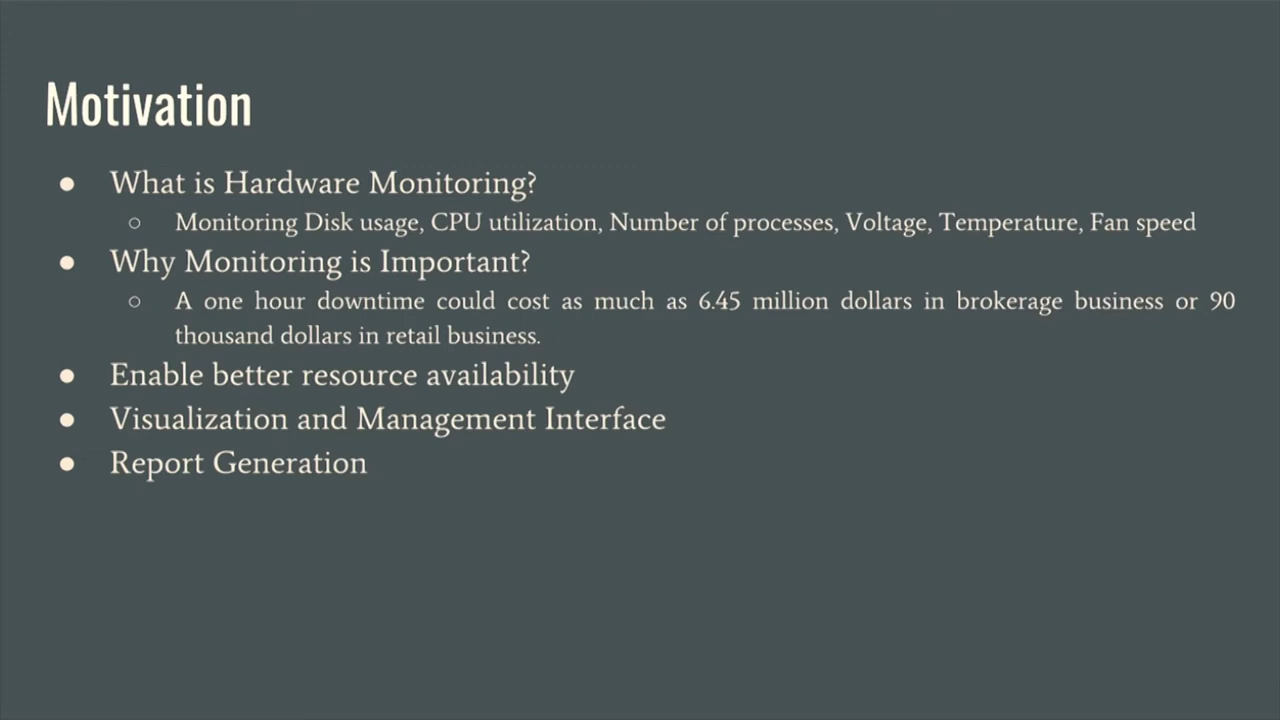 Motivation
● What is Hardware Monitoring?
○ Monitoring Disk usage, CPU utilization, Number of processes, Voltage, Temperature, Fan speed
● Why Monitoring is Important?
○ A one hour downtime could cost as much as 6.45 million dollars in brokerage business or 90
thousand dollars in retail business.
● Enable better resource availability
● Visualization and Management Interface
● Report Generation